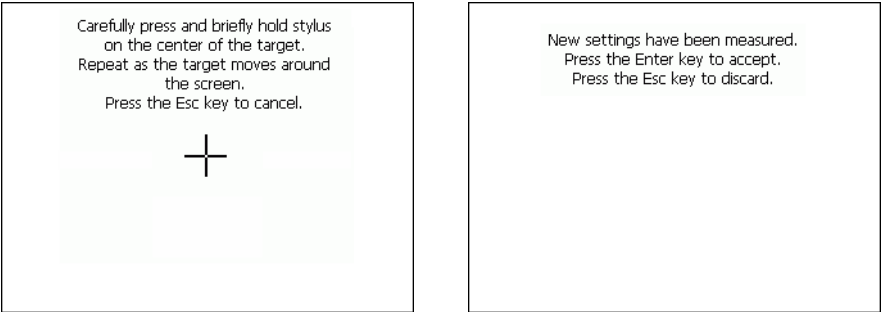 Carefully press and briefly hold stylus
on the center of the target.
Repeat as the target moves around
the screen.
Press the Esc key to cancel.
New settings have been measured.
Press the Enter key to accept.
Press the Esc key to discard.